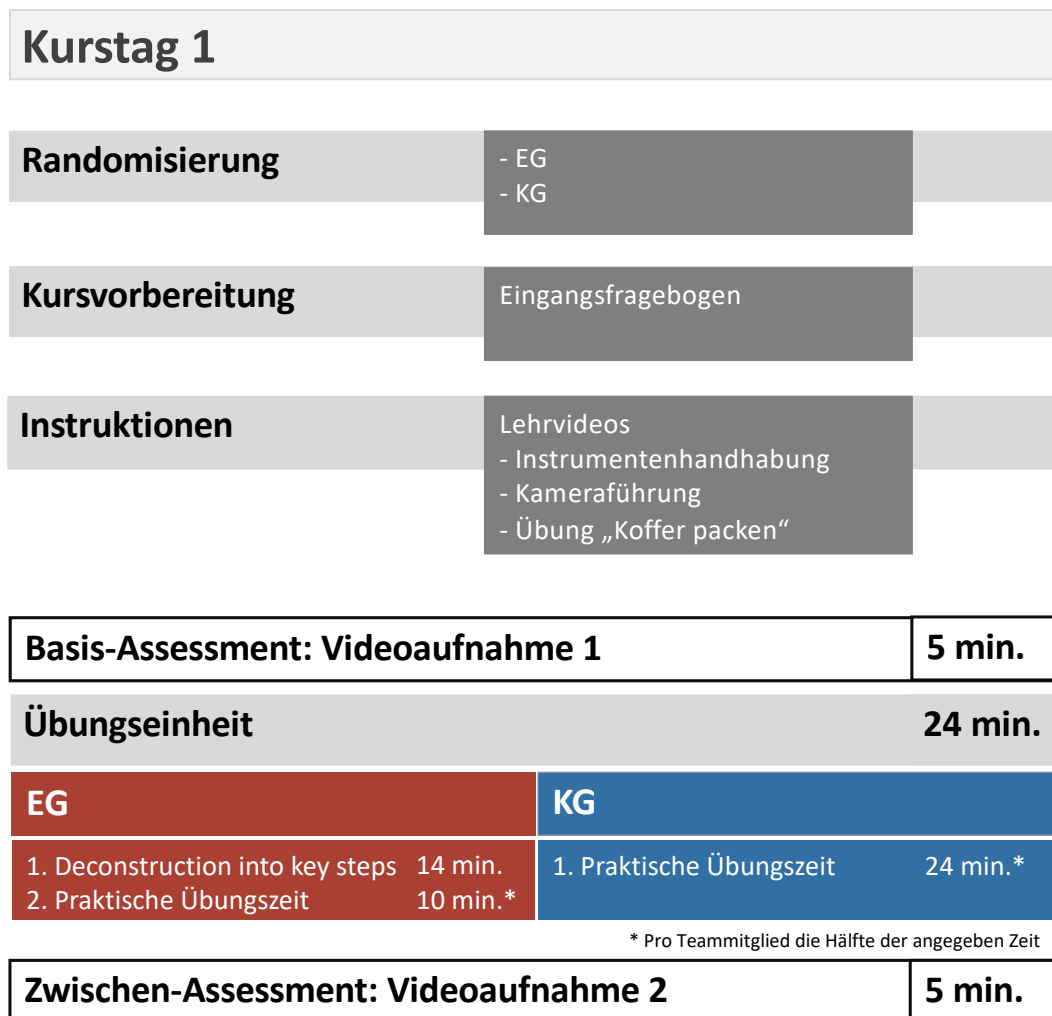 Kurstag 1
Randomisierung
- EG
- KG
Kursvorbereitung
Eingangsfragebogen
Instruktionen
Lehrvideos
- Instrumentenhandhabung
- Kameraführung
- Übung „Koffer packen“
Basis-Assessment: Videoaufnahme 1 5 min.
Übungseinheit 24 min.
EG
1. Deconstruction into key steps 14 min.
2. Praktische Übungszeit 10 min.*
KG
1. Praktische Übungszeit 24 min.*
* Pro Teammitglied die Hälfte der angegeben Zeit
Zwischen-Assessment: Videoaufnahme 2 5 min.